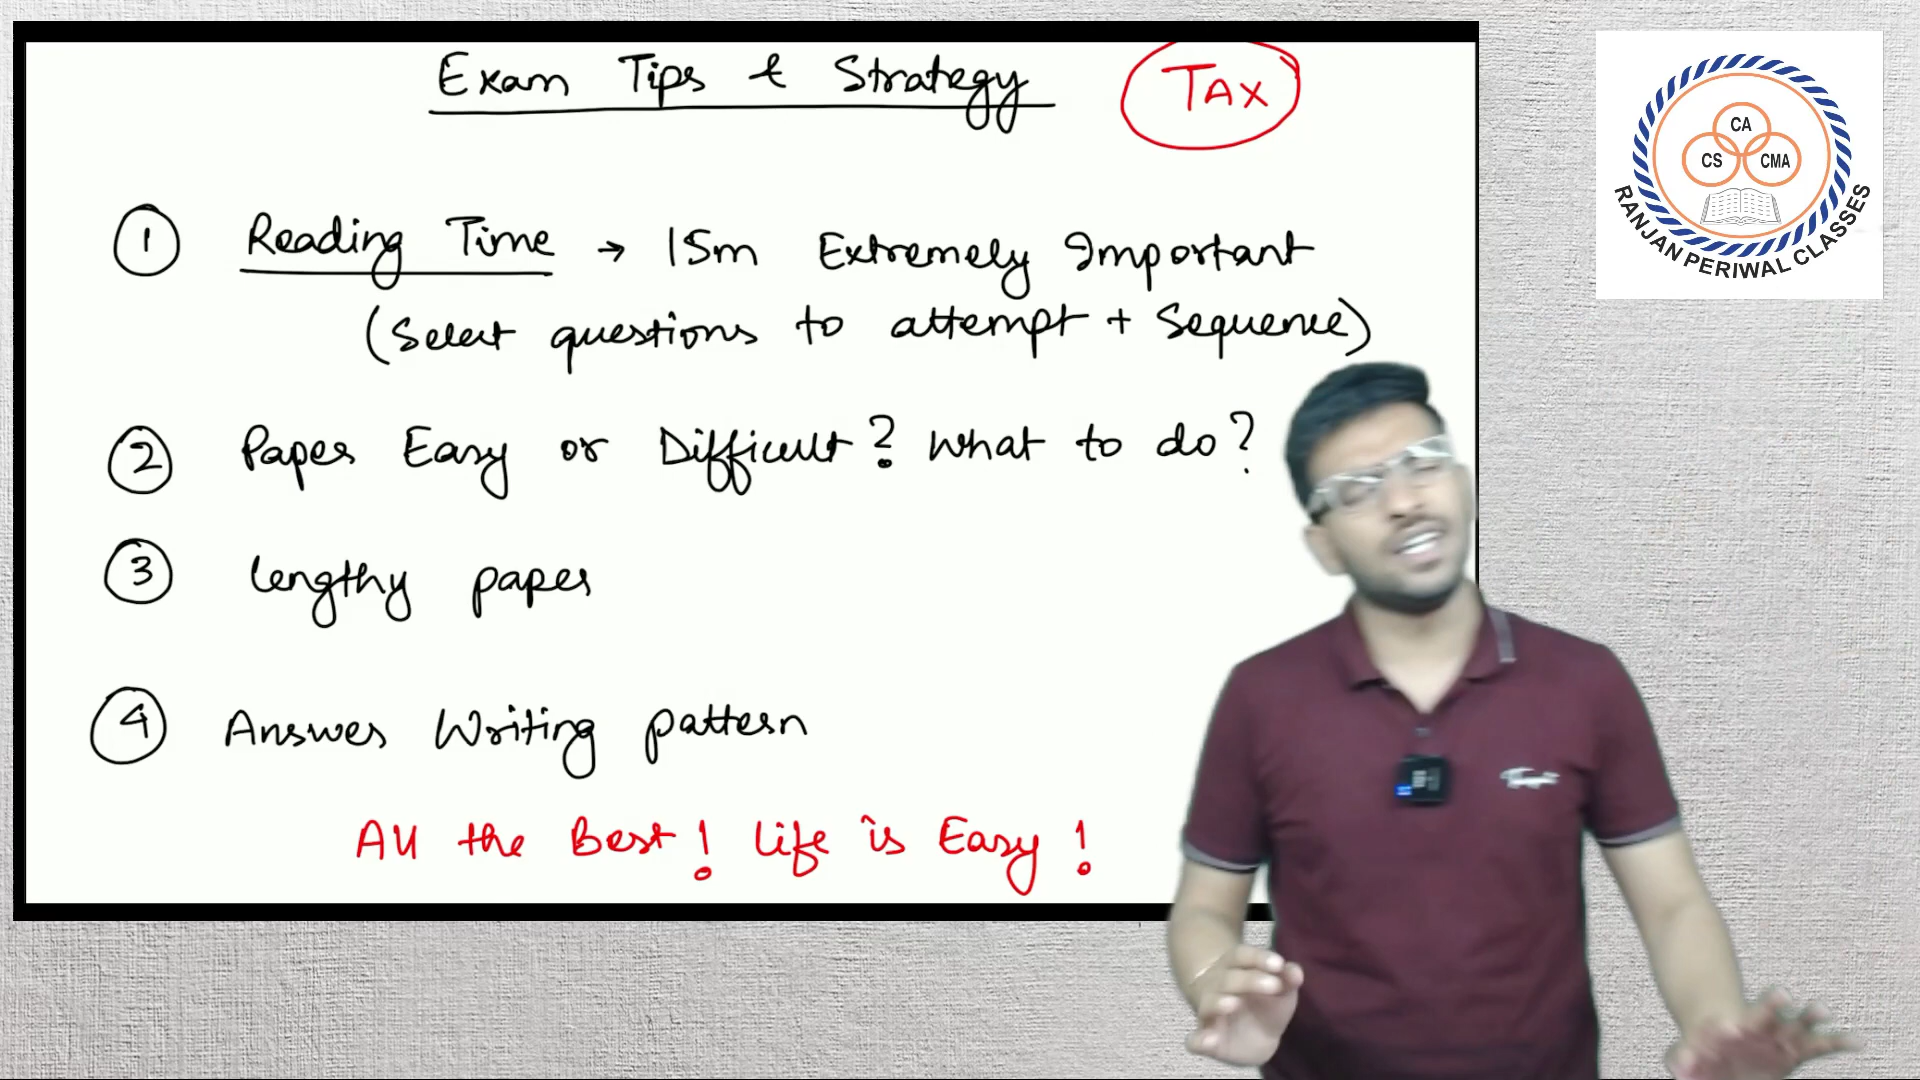 Exam Tips & Strategy TAX
1 Reading Time → 15m Extremely Important
(Select questions to attempt + Sequence)
2 Paper Easy or Difficult? What to do?
3 lengthy paper
4 Answer Writing pattern
All the Best! Life is Easy!
CA
CS CMA
RANJAN PERIWAL CLASSES